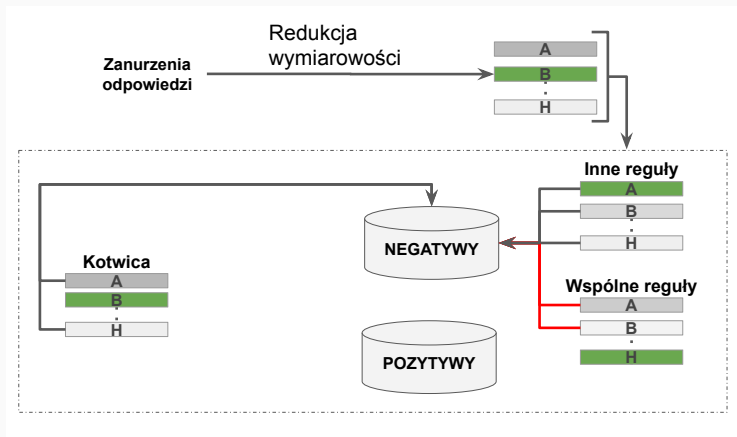 Redukcja
wymiarowości
Zanurzenia
odpowiedzi
A
B
H
Inne reguły
A
B
H
NEGATYWY
Kotwica
A
B
H
Wspólne reguły
A
B
H
POZYTYWY